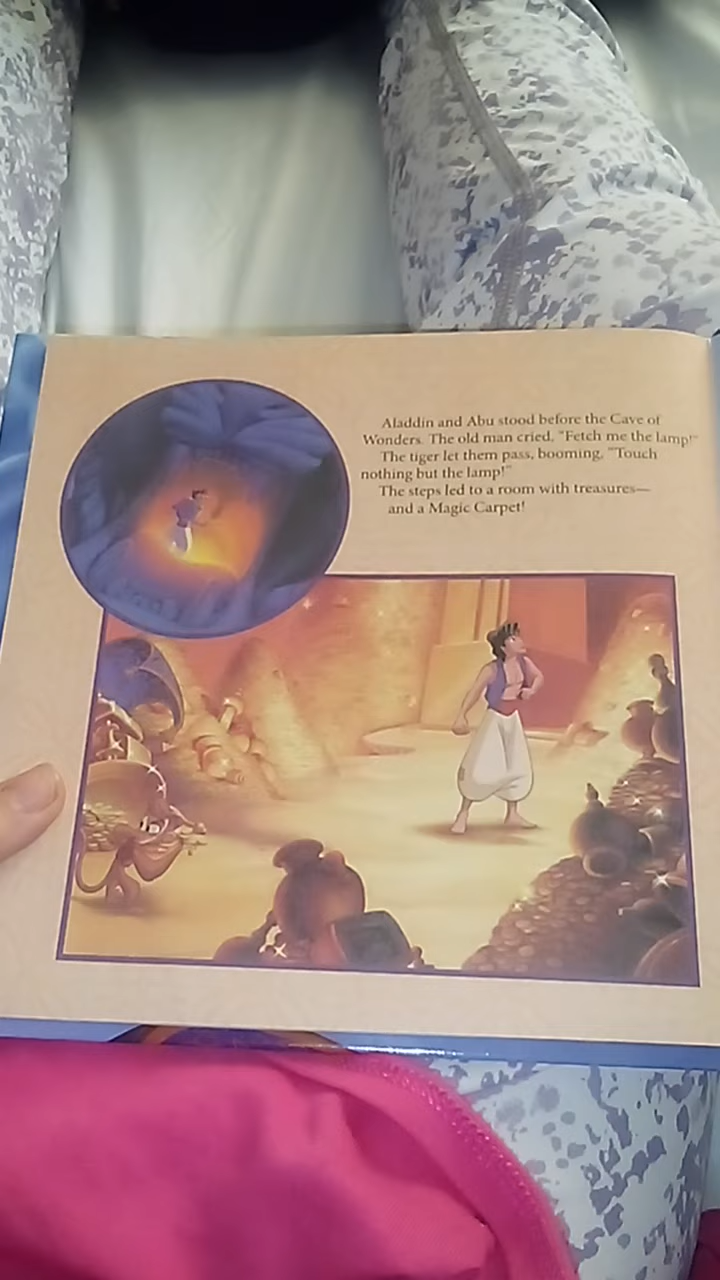 Aladdin and Abu stood before the Cave of
Wonders. The old man cried, "Fetch me the lamp!"
The tiger let them pass, booming, "Touch
nothing but the lamp!"
The steps led to a room with treasures—
and a Magic Carpet!